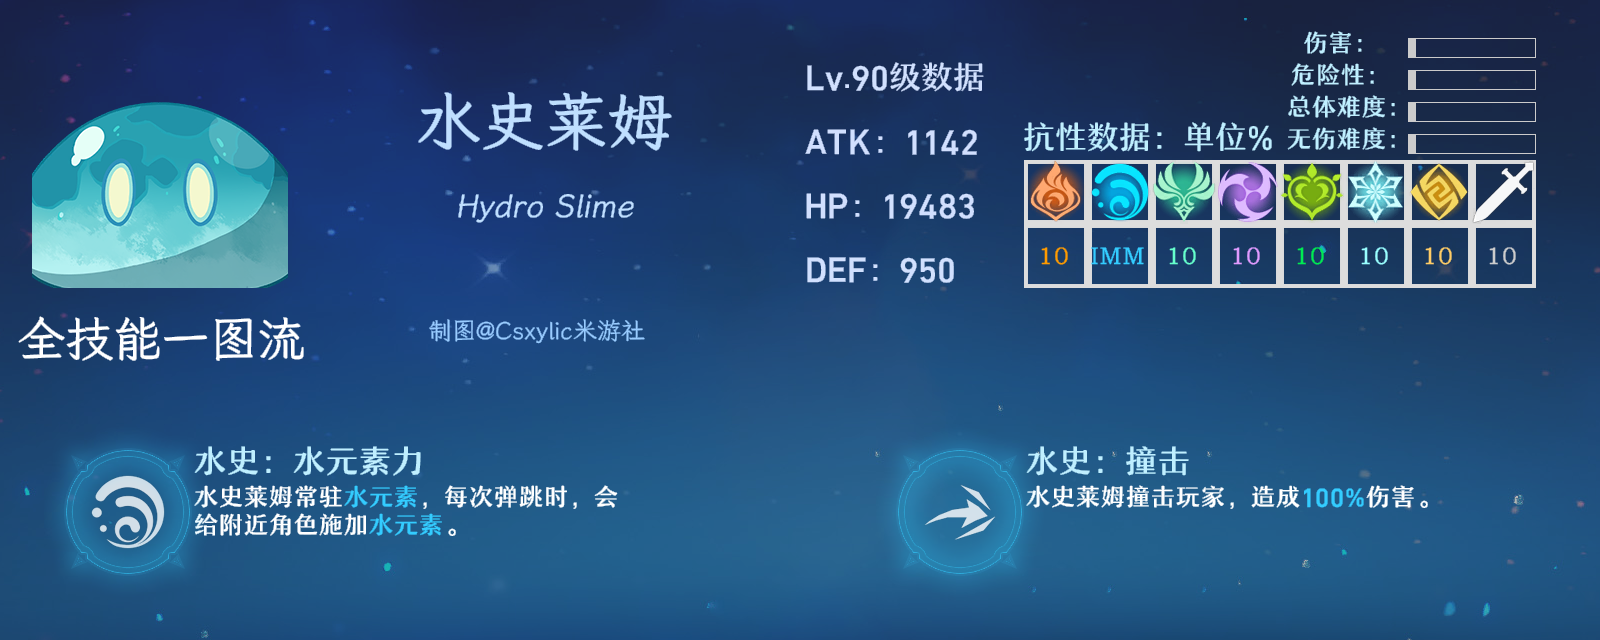 水史莱姆
Hydro Slime
全技能一图流
制图@Csxylic米游社
Lv.90级数据
ATK：1142
HP：19483
DEF：950
伤害：
危险性：
总体难度：
无伤难度：
抗性数据：单位%
10 IMM 10 10 10 10 10 10
水史：水元素力
水史莱姆常驻水元素，每次弹跳时，会
给附近角色施加水元素。
水史：撞击
水史莱姆撞击玩家，造成100%伤害。